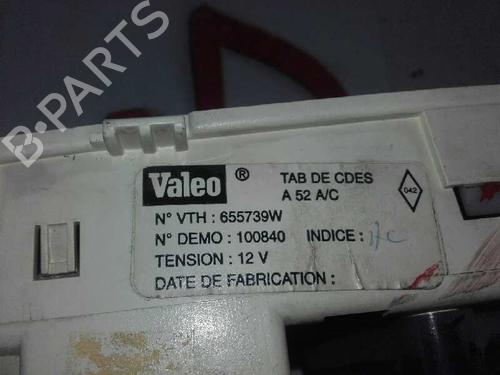 B-PARTS
Valeo ® TAB DE CDES
A 52 A/C
042
N° VTH : 655739W
N° DEMO : 100840 INDICE :
TENSION : 12 V
DATE DE FABRICATION :